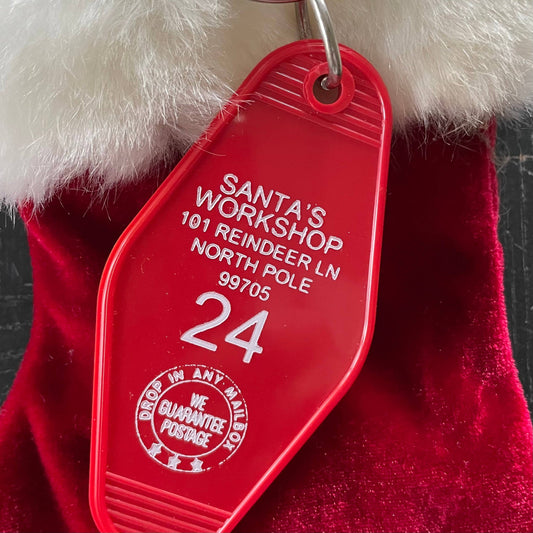 SANTA'S
WORKSHOP
101 REINDEER LN
NORTH POLE
99705
24
DROP IN ANY MAILBOX
WE
GUARANTEE
POSTAGE